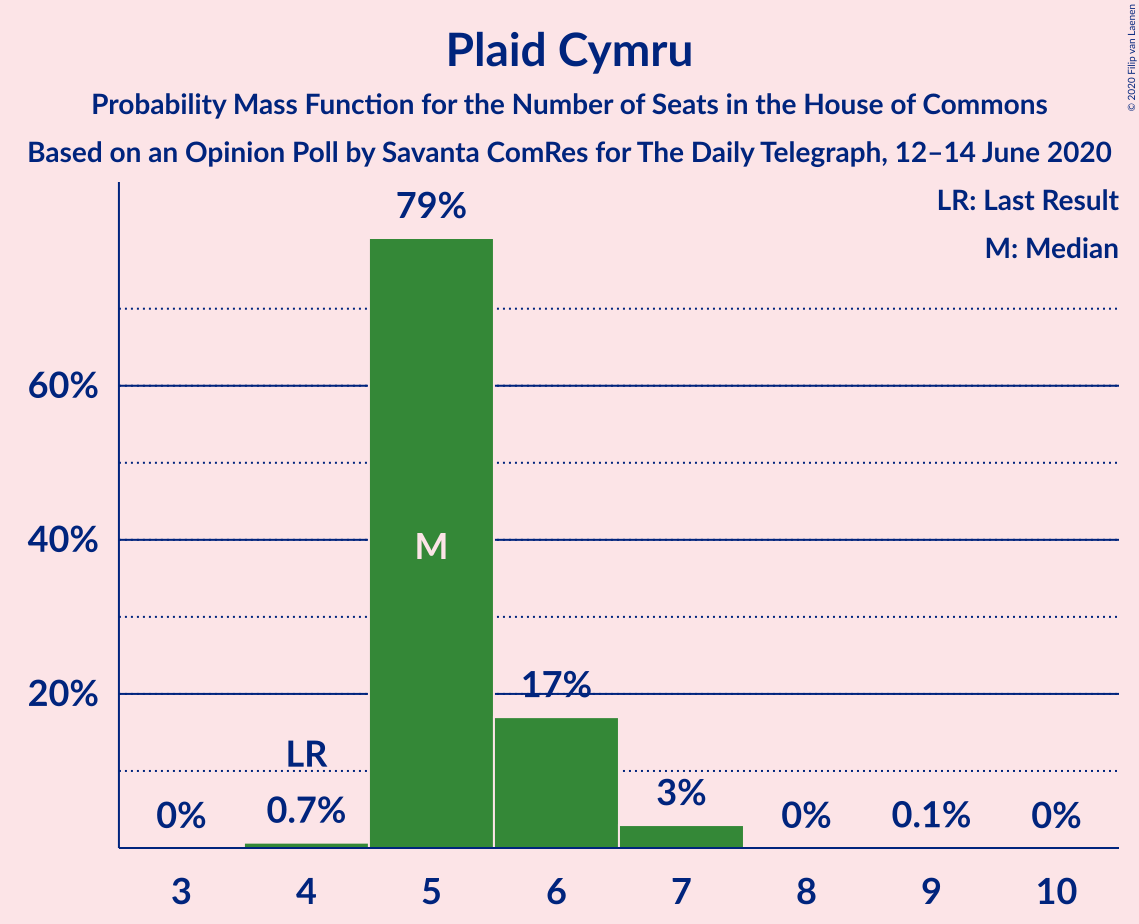 Plaid Cymru
Probability Mass Function for the Number of Seats in the House of Commons
Based on an Opinion Poll by Savanta ComRes for The Daily Telegraph, 12–14 June 2020
© 2020 Filip van Laenen
LR: Last Result
M: Median
79%
60%
40%
20%
M
17%
LR
0%
0.7%
3%
0%
0.1%
0%
3
4
5
6
7
8
9
10